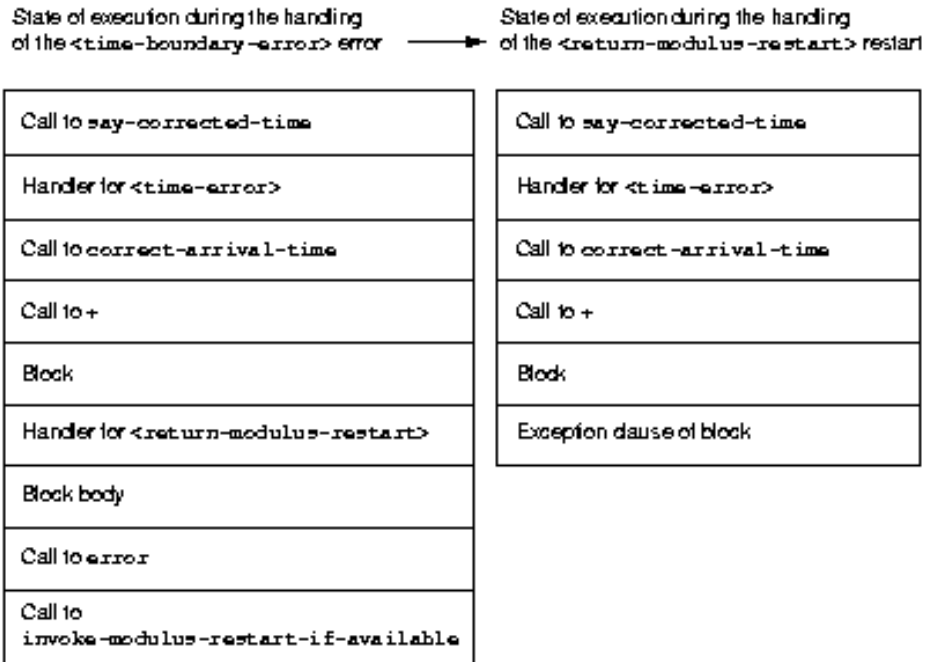 State of execution during the handling
of the <time-boundary-error> error
State of execution during the handling
of the <return-modulus-restart> restart
Call to say-corrected-time
Handler for <time-error>
Call to correct-arrival-time
Call to +
Block
Handler for <return-modulus-restart>
Block body
Call to error
Call to
invoke-modulus-restart-if-available
Call to say-corrected-time
Handler for <time-error>
Call to correct-arrival-time
Call to +
Block
Exception clause of block